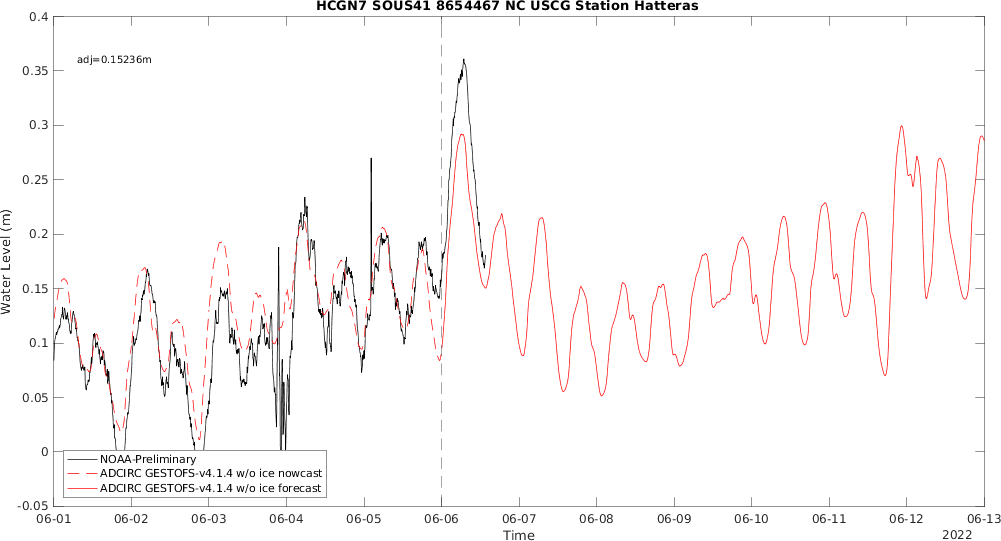 HCGN7 SOUS41 8654467 NC USCG Station Hatteras
0.4
0.35
0.3
0.25
0.2
0.15
0.1
0.05
0
-0.05
Water Level (m)
adj=0.15236m
NOAA-Preliminary
ADCIRC GESTOFS-v4.1.4 w/o ice nowcast
ADCIRC GESTOFS-v4.1.4 w/o ice forecast
06-01 06-02 06-03 06-04 06-05 06-06 06-07 06-08 06-09 06-10 06-11 06-12 06-13
Time
2022